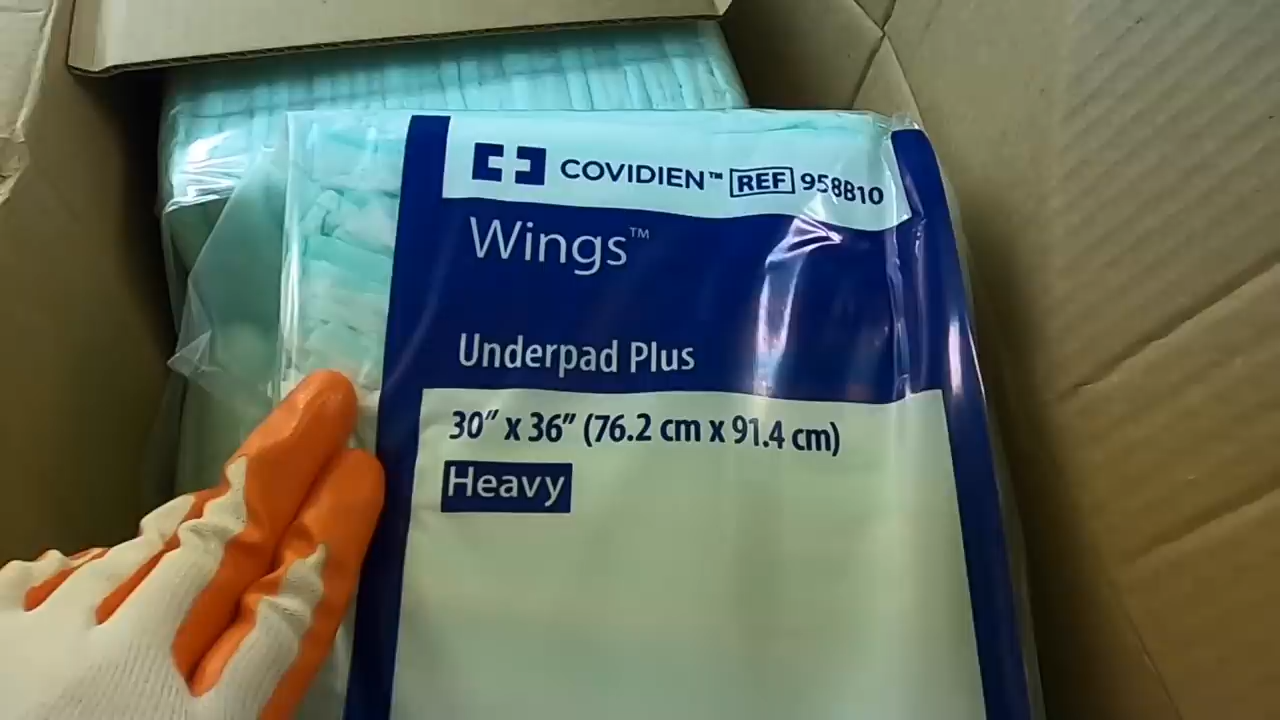 COVIDIEN™ REF 958B10
Wings™
Underpad Plus
30″ x 36″ (76.2 cm x 91.4 cm)
Heavy